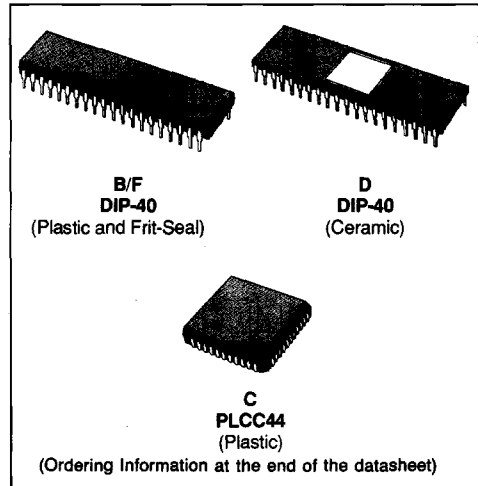 B/F
DIP-40
(Plastic and Frit-Seal)
D
DIP-40
(Ceramic)
C
PLCC44
(Plastic)
(Ordering Information at the end of the datasheet)